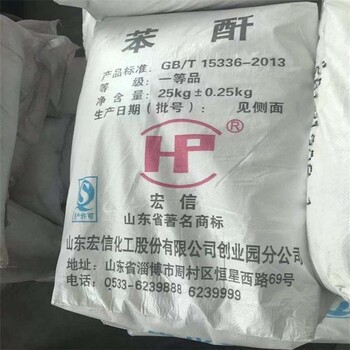 苯酐
产品标准：GB/T 15336-2013
等 级：一等品
净 含 量：25kg±0.25kg
生产日期（批号）：见侧面
HP®
宏信
山东省著名商标
山东宏信化工股份有限公司创业园分公司
山东省淄博市周村区恒星西路69号
电话：0533-6239888 6239999